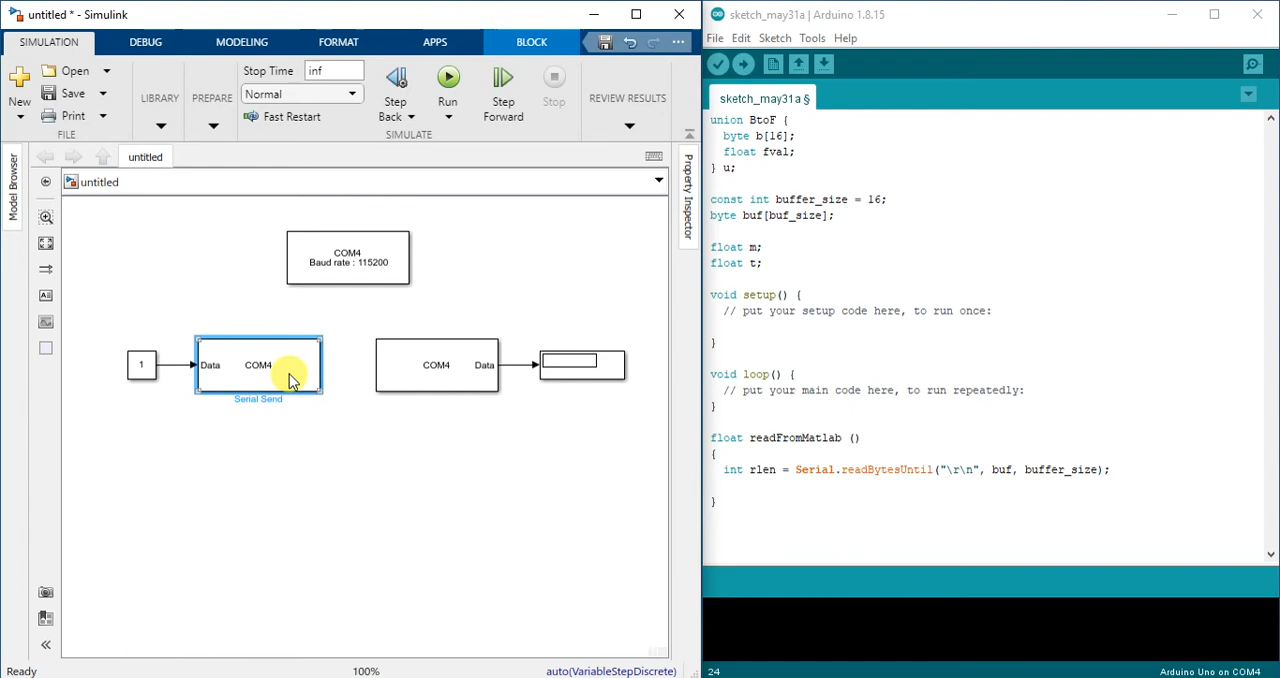 untitled * - Simulink
SIMULATION
DEBUG
MODELING
FORMAT
APPS
BLOCK
New
Open
Save
Print
FILE
LIBRARY
PREPARE
Stop Time
inf
Normal
Fast Restart
Step Back
Run
Step Forward
Stop
SIMULATE
REVIEW RESULTS
untitled
Model Browser
untitled
Property Inspector
COM4
Baud rate : 115200
1
Data COM4
Serial Send
COM4 Data
Ready
100%
auto(VariableStepDiscrete)
sketch_may31a | Arduino 1.8.15
File Edit Sketch Tools Help
sketch_may31a §
union BtoF {
byte b[16];
float fval;
} u;
const int buffer_size = 16;
byte buf[buf_size];
float m;
float t;
void setup() {
// put your setup code here, to run once:
}
void loop() {
// put your main code here, to run repeatedly:
}
float readFromMatlab ()
{
int rlen = Serial.readBytesUntil("\r\n", buf, buffer_size);
}
24
Arduino Uno on COM4